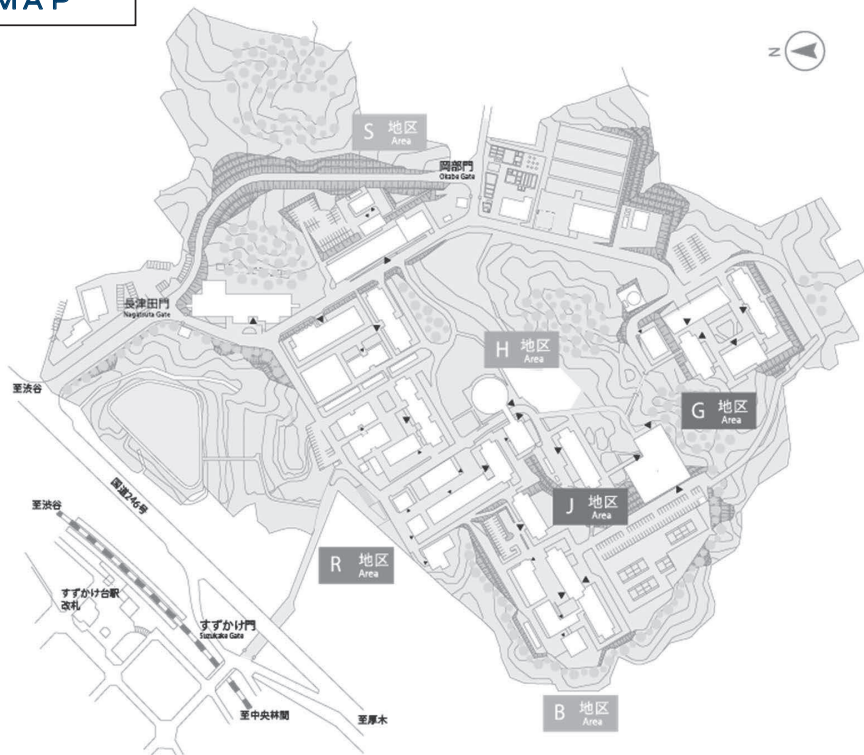 MAP
N
S 地区
Area
岡部門
Okabe Gate
長津田門
Nagatsuta Gate
H 地区
Area
至渋谷
G 地区
Area
国道246号
至渋谷
J 地区
Area
R 地区
Area
すずかけ台駅
改札
すずかけ門
Suzukake Gate
B 地区
Area
至中央林間
至厚木